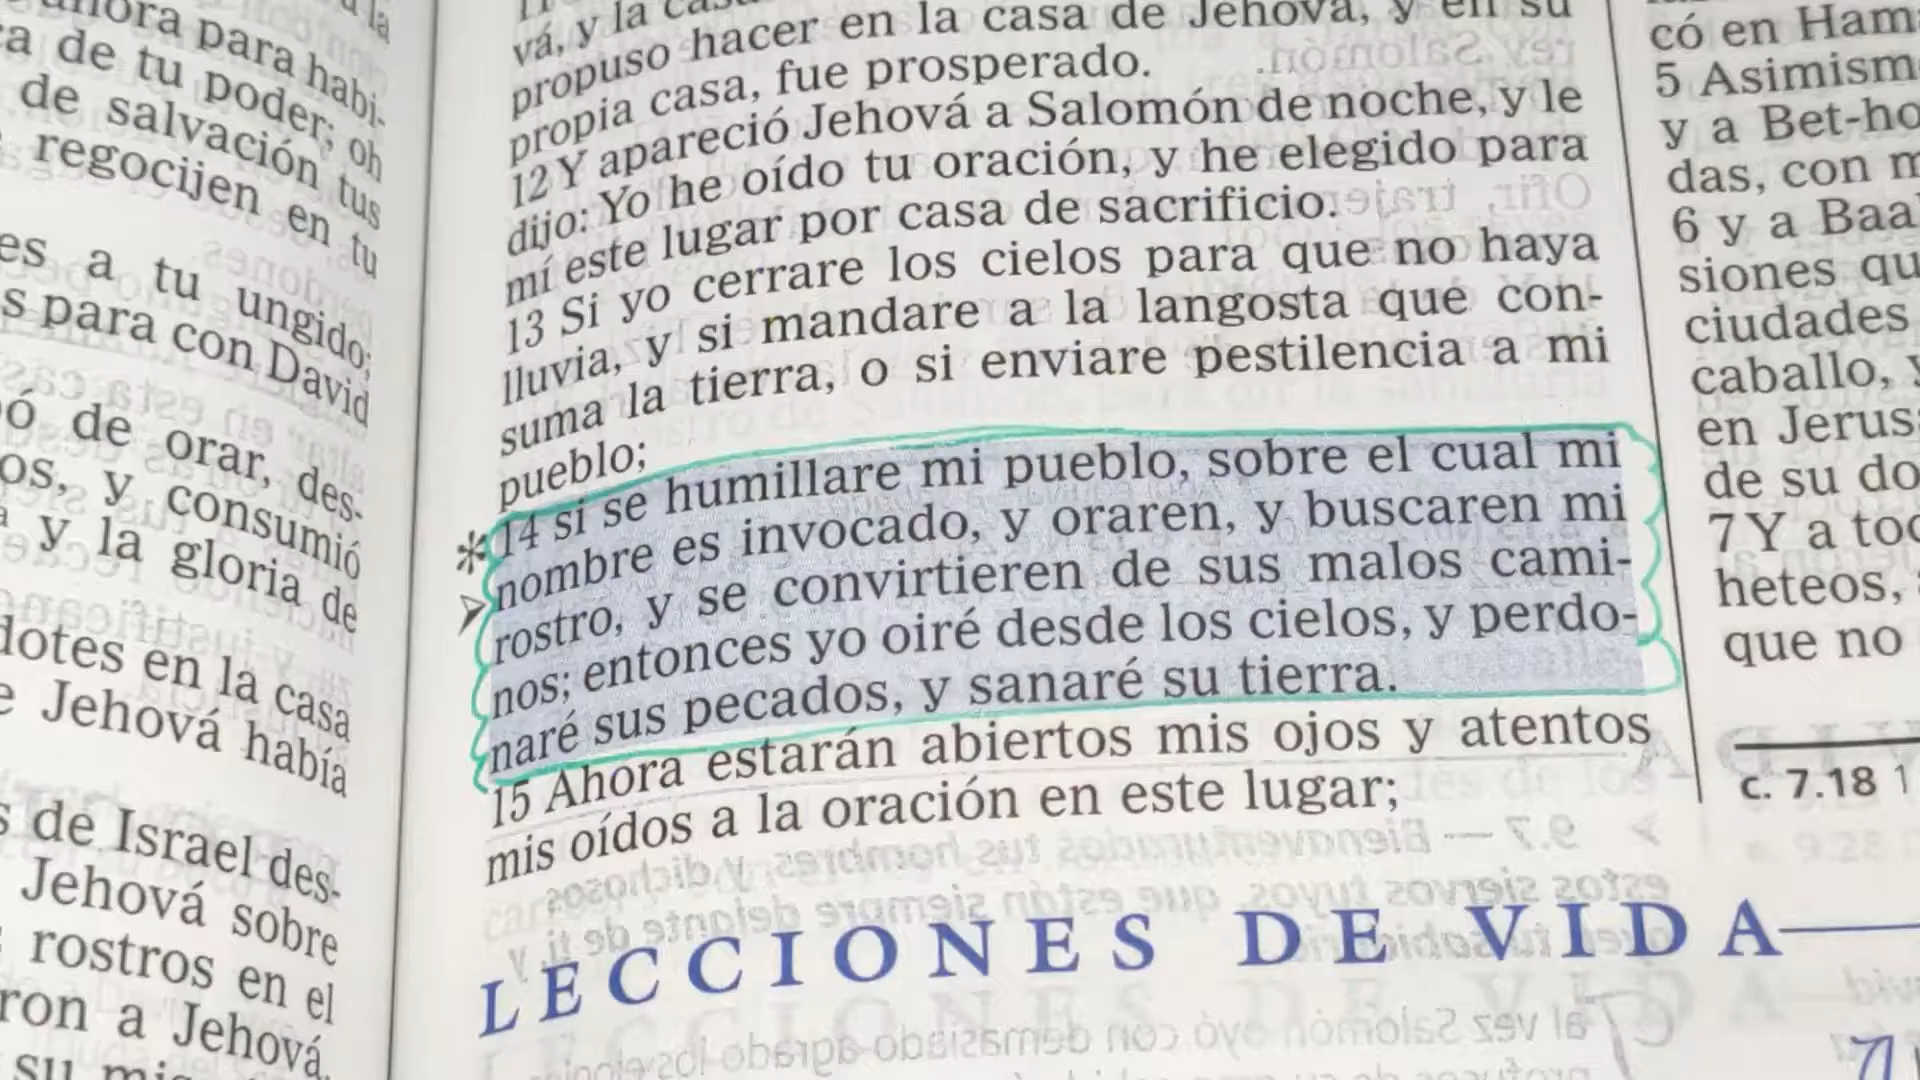 u la
ahora para habi-
ca de tu poder; oh
de salvación tus
regocijen en tu
es a tu ungido;
s para con David
ó de orar, des-
os, y consumió
a y la gloria de
dotes en la casa
e Jehová había
s de Israel des-
Jehová sobre
rostros en el
ron a Jehová,
su mis
vá, y la casa
propuso hacer en la casa de Jehová, y en su
propia casa, fue prosperado.
12 Y apareció Jehová a Salomón de noche, y le
dijo: Yo he oído tu oración, y he elegido para
mí este lugar por casa de sacrificio.
13 Si yo cerrare los cielos para que no haya
lluvia, y si mandare a la langosta que con-
suma la tierra, o si enviare pestilencia a mi
pueblo;
*14 si se humillare mi pueblo, sobre el cual mi
nombre es invocado, y oraren, y buscaren mi
rostro, y se convirtieren de sus malos cami-
nos; entonces yo oiré desde los cielos, y perdo-
naré sus pecados, y sanaré su tierra.
15 Ahora estarán abiertos mis ojos y atentos
mis oídos a la oración en este lugar;
có en Ham
5 Asimism
y a Bet-ho
das, con m
6 y a Baa
siones qu
ciudades
caballo, y
en Jerus
de su do
7 Y a toc
heteos,
que no
c. 7.18 1
LECCIONES DE VIDA